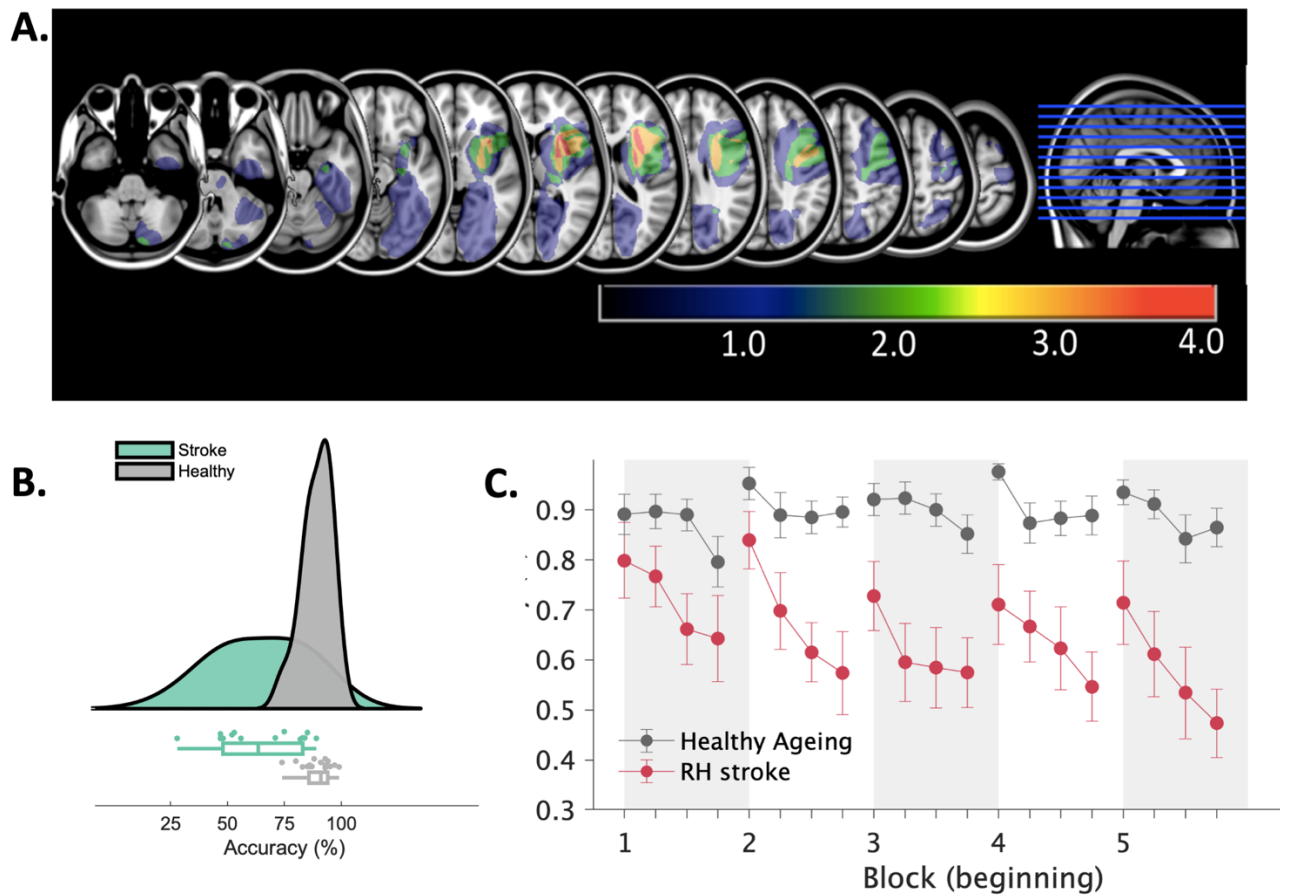 A.
1.0 2.0 3.0 4.0
B.
Stroke
Healthy
25 50 75 100
Accuracy (%)
C.
0.9
0.8
0.7
0.6
0.5
0.4
0.3
Healthy Ageing
RH stroke
1 2 3 4 5
Block (beginning)